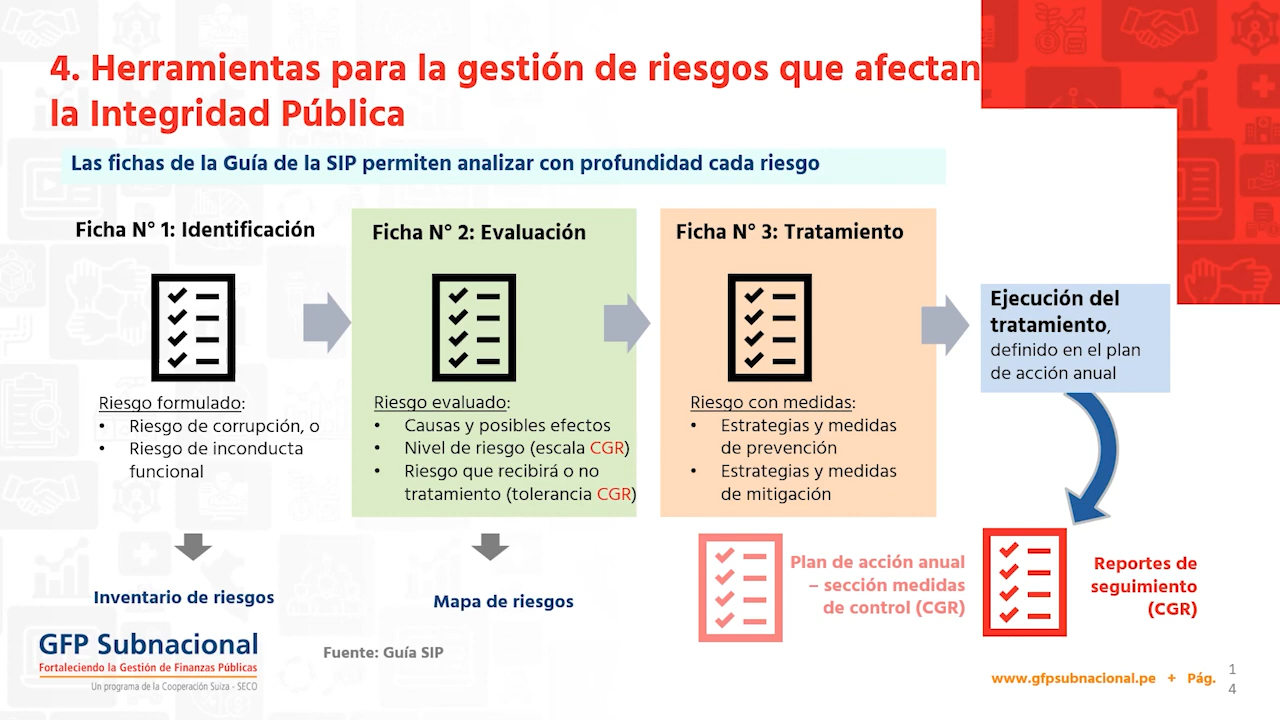 4. Herramientas para la gestión de riesgos que afectan
la Integridad Pública
Las fichas de la Guía de la SIP permiten analizar con profundidad cada riesgo
Ficha N° 1: Identificación
Riesgo formulado:
• Riesgo de corrupción, o
• Riesgo de inconducta
funcional
Inventario de riesgos
Ficha N° 2: Evaluación
Riesgo evaluado:
• Causas y posibles efectos
• Nivel de riesgo (escala CGR)
• Riesgo que recibirá o no
tratamiento (tolerancia CGR)
Mapa de riesgos
Ficha N° 3: Tratamiento
Riesgo con medidas:
• Estrategias y medidas
de prevención
• Estrategias y medidas
de mitigación
Plan de acción anual
– sección medidas
de control (CGR)
Ejecución del
tratamiento,
definido en el plan
de acción anual
Reportes de
seguimiento
(CGR)
GFP Subnacional
Fortaleciendo la Gestión de Finanzas Públicas
Un programa de la Cooperación Suiza - SECO
Fuente: Guía SIP
www.gfpsubnacional.pe + Pág.
1
4